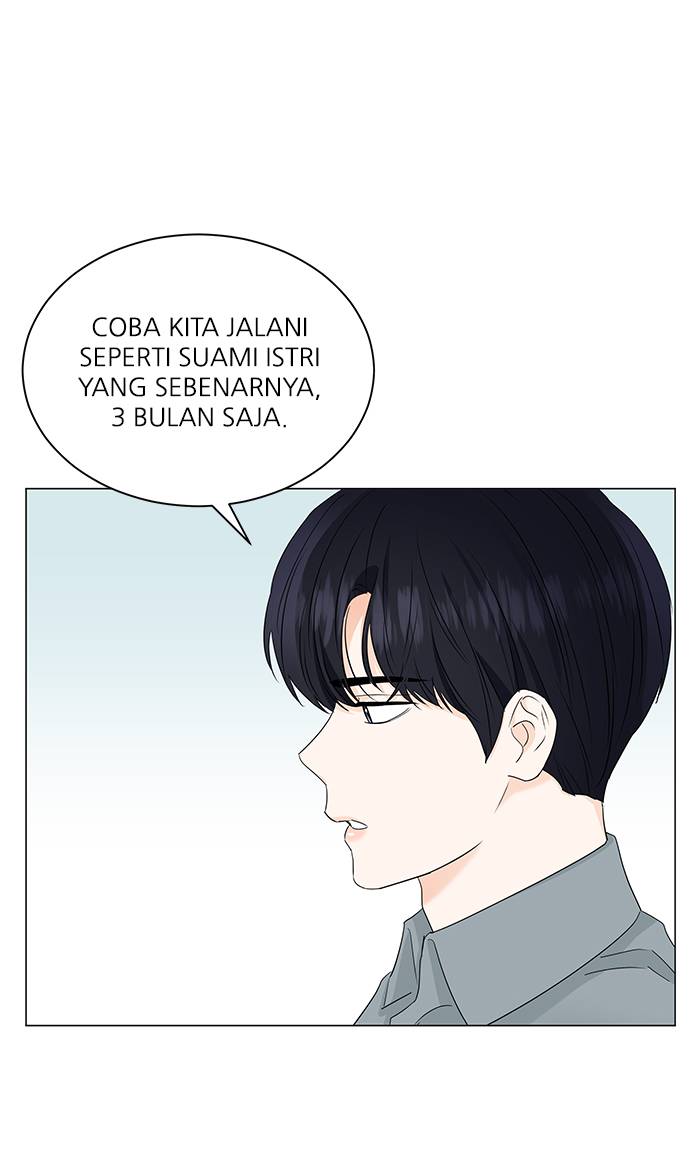 COBA KITA JALANI
SEPERTI SUAMI ISTRI
YANG SEBENARNYA,
3 BULAN SAJA.